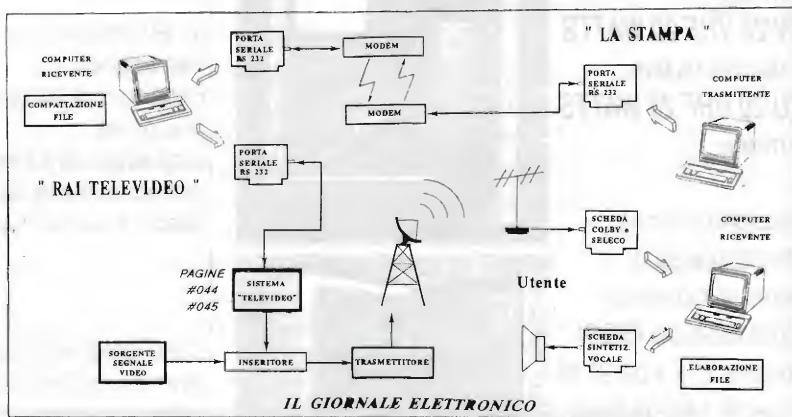 " LA STAMPA "
PORTA
SERIALE
RS 232
MODEM
MODEM
PORTA
SERIALE
RS 232
COMPUTER
TRASMITTENTE
COMPUTER
RICEVENTE
COMPATTAZIONE
FILE
" RAI TELEVIDEO "
PORTA
SERIALE
RS 232
PAGINE
#044
#045
SISTEMA
"TELEVIDEO"
SORGENTE
SEGNALE
VIDEO
INSERITORE
TRASMETTITORE
SCHEDA
COLBY e
SELECO
COMPUTER
RICEVENTE
Utente
SCHEDA
SINTETIZ.
VOCALE
ELABORAZIONE
FILE
IL GIORNALE ELETTRONICO